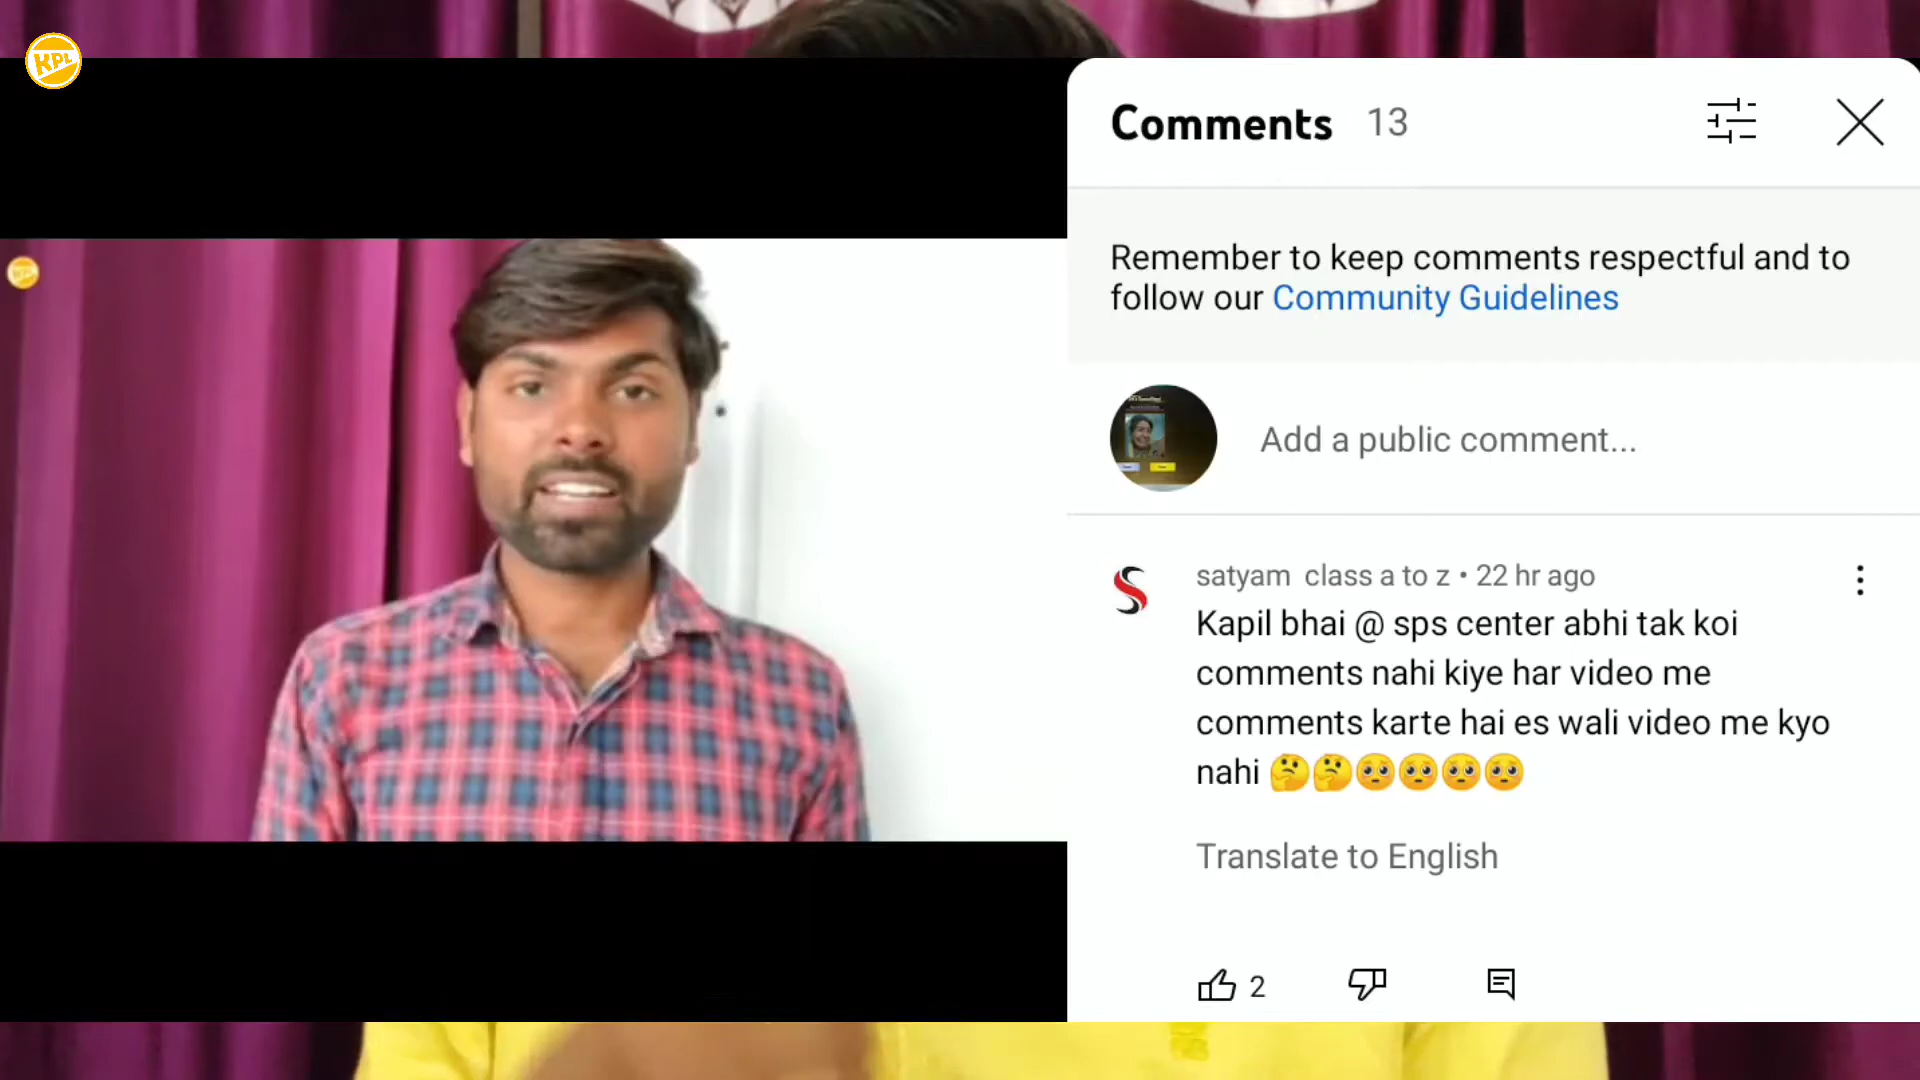 KPL
Comments 13
Remember to keep comments respectful and to
follow our Community Guidelines
Add a public comment...
satyam class a to z • 22 hr ago
Kapil bhai @ sps center abhi tak koi
comments nahi kiye har video me
comments karte hai es wali video me kyo
nahi 🤔🤔🥺🥺🥺🥺
Translate to English
2